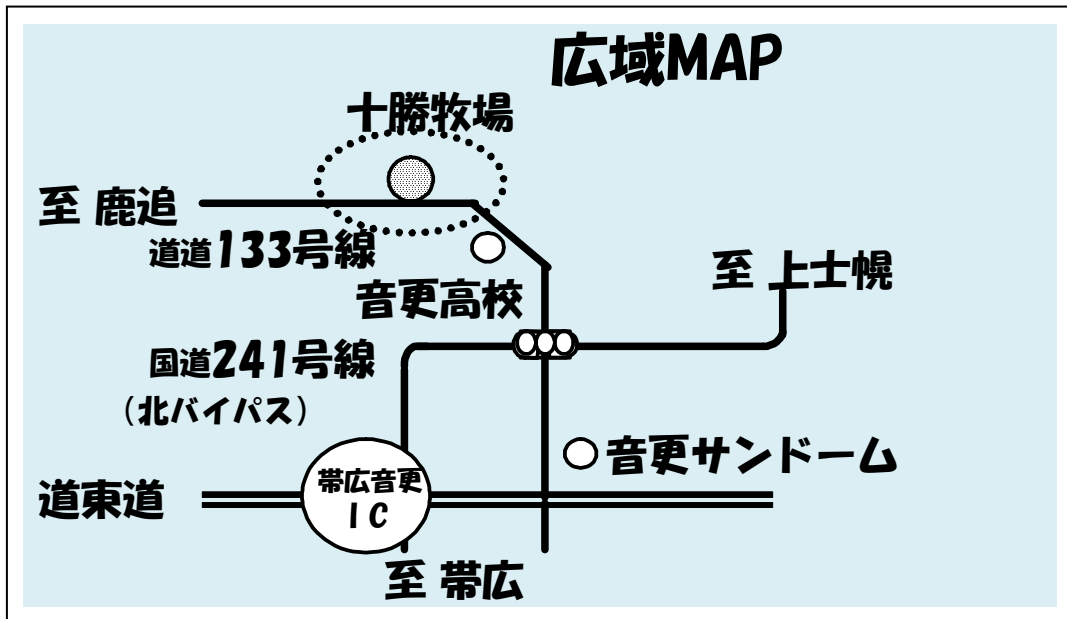 広域MAP
十勝牧場
至 鹿追
道道133号線
至 上士幌
音更高校
国道241号線
（北バイパス）
音更サンドーム
帯広音更
IC
道東道
至 帯広